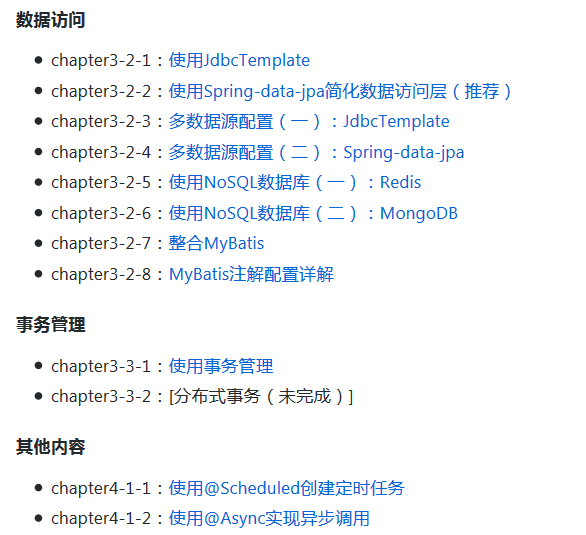 数据访问
chapter3-2-1：使用JdbcTemplate
chapter3-2-2：使用Spring-data-jpa简化数据访问层（推荐）
chapter3-2-3：多数据源配置（一）：JdbcTemplate
chapter3-2-4：多数据源配置（二）：Spring-data-jpa
chapter3-2-5：使用NoSQL数据库（一）：Redis
chapter3-2-6：使用NoSQL数据库（二）：MongoDB
chapter3-2-7：整合MyBatis
chapter3-2-8：MyBatis注解配置详解
事务管理
chapter3-3-1：使用事务管理
chapter3-3-2：[分布式事务（未完成）]
其他内容
chapter4-1-1：使用@Scheduled创建定时任务
chapter4-1-2：使用@Async实现异步调用